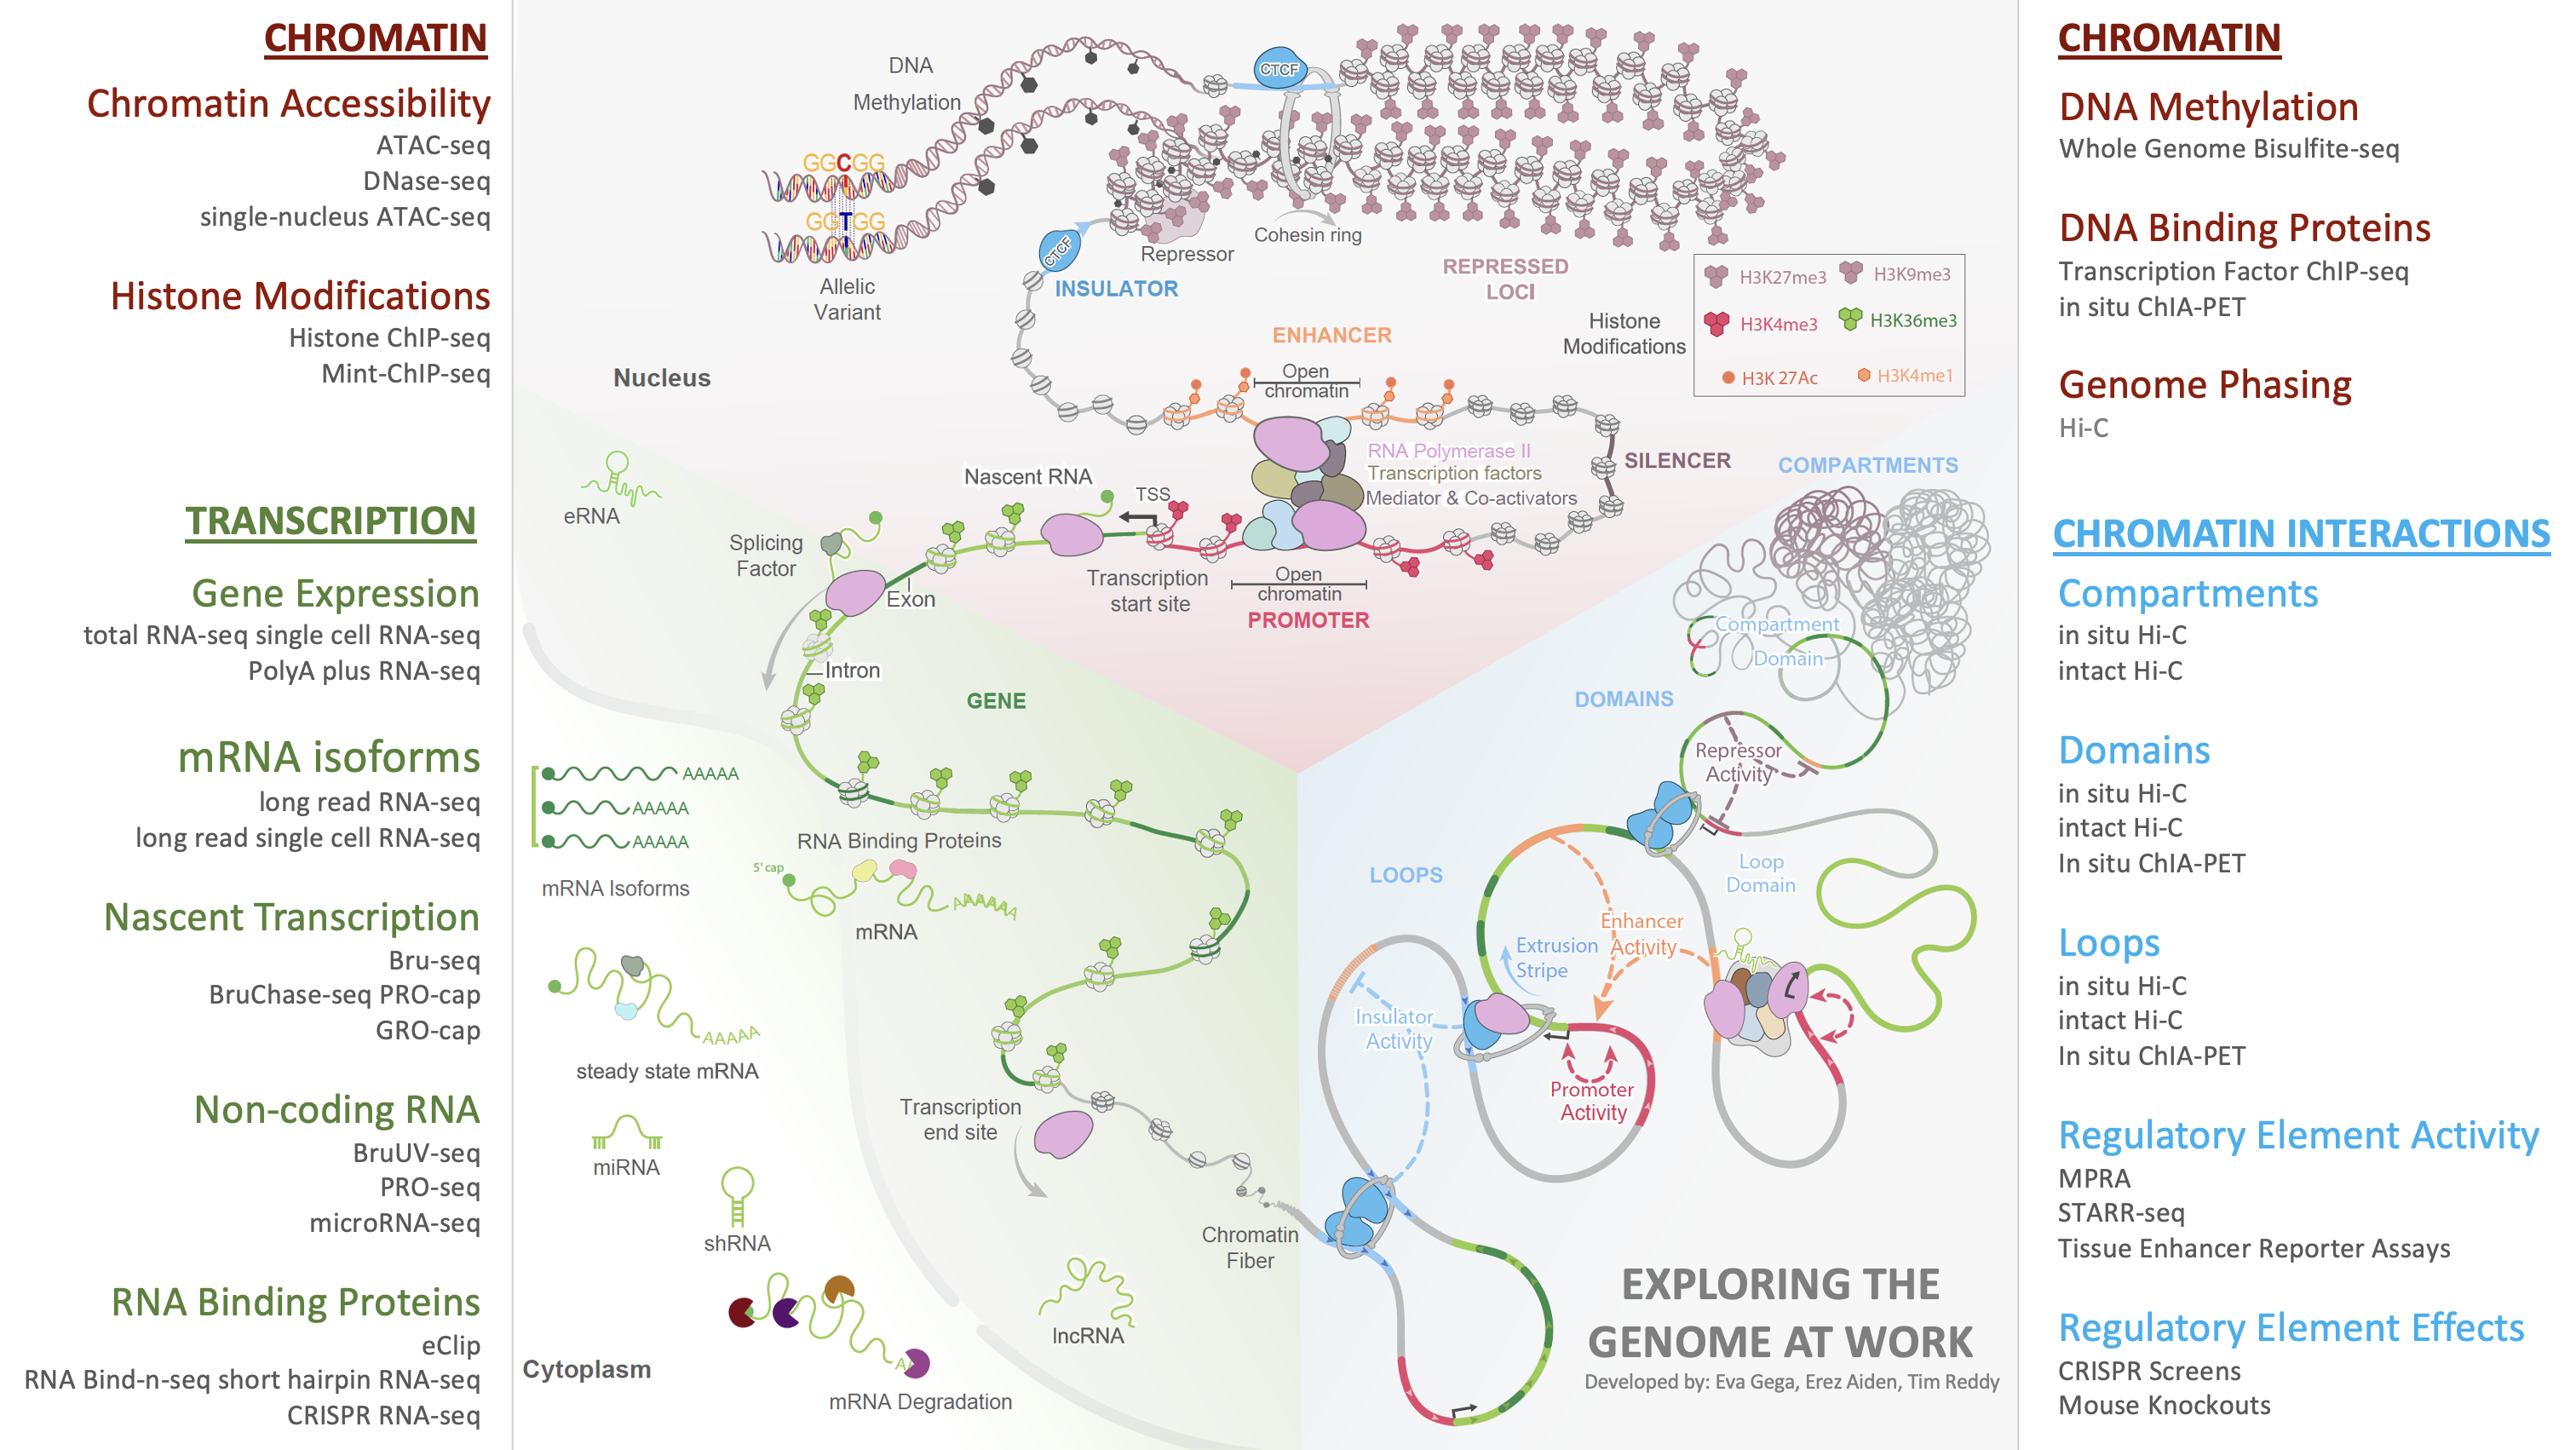 CHROMATIN
Chromatin Accessibility
ATAC-seq
DNase-seq
single-nucleus ATAC-seq
Histone Modifications
Histone ChIP-seq
Mint-ChIP-seq
TRANSCRIPTION
Gene Expression
total RNA-seq single cell RNA-seq
PolyA plus RNA-seq
mRNA isoforms
long read RNA-seq
long read single cell RNA-seq
Nascent Transcription
Bru-seq
BruChase-seq PRO-cap
GRO-cap
Non-coding RNA
BruUV-seq
PRO-seq
microRNA-seq
RNA Binding Proteins
eClip
RNA Bind-n-seq short hairpin RNA-seq
CRISPR RNA-seq
DNA
Methylation
CTCF
GGCGG
GGTGG
Allelic
Variant
CTCF
INSULATOR
Repressor
Cohesin ring
REPRESSED
LOCI
Histone
Modifications
H3K27me3
H3K9me3
H3K4me3
H3K36me3
H3K 27Ac
H3K4me1
Nucleus
ENHANCER
Open
chromatin
RNA Polymerase II
Transcription factors
Mediator & Co-activators
SILENCER
COMPARTMENTS
eRNA
Nascent RNA
TSS
Splicing
Factor
Exon
Transcription
start site
Open
chromatin
PROMOTER
Intron
GENE
AAAAA
AAAAA
AAAAA
mRNA Isoforms
RNA Binding Proteins
5' cap
AAAAAA
mRNA
AAAAA
steady state mRNA
miRNA
shRNA
A
mRNA Degradation
Cytoplasm
Transcription
end site
Chromatin
Fiber
lncRNA
Compartment
Domain
DOMAINS
Repressor
Activity
Loop
Domain
LOOPS
Enhancer
Activity
Extrusion
Stripe
Insulator
Activity
Promoter
Activity
EXPLORING THE
GENOME AT WORK
Developed by: Eva Gega, Erez Aiden, Tim Reddy
CHROMATIN
DNA Methylation
Whole Genome Bisulfite-seq
DNA Binding Proteins
Transcription Factor ChIP-seq
in situ ChIA-PET
Genome Phasing
Hi-C
CHROMATIN INTERACTIONS
Compartments
in situ Hi-C
intact Hi-C
Domains
in situ Hi-C
intact Hi-C
In situ ChIA-PET
Loops
in situ Hi-C
intact Hi-C
In situ ChIA-PET
Regulatory Element Activity
MPRA
STARR-seq
Tissue Enhancer Reporter Assays
Regulatory Element Effects
CRISPR Screens
Mouse Knockouts